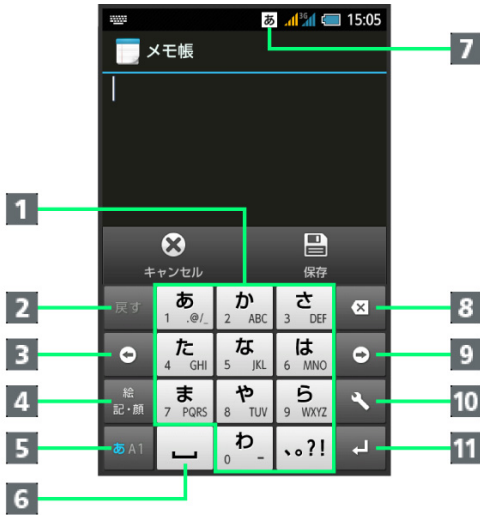 あ 3G 15:05
7
メモ帳
1
キャンセル 保存
2 戻す あ 1 .@/_ か 2 ABC さ 3 DEF 8
3 た 4 GHI な 5 JKL は 6 MNO 9
4 絵記・顔 ま 7 PQRS や 8 TUV ら 9 WXYZ 10
5 あA1 わ 0 - 、。?! 11
6